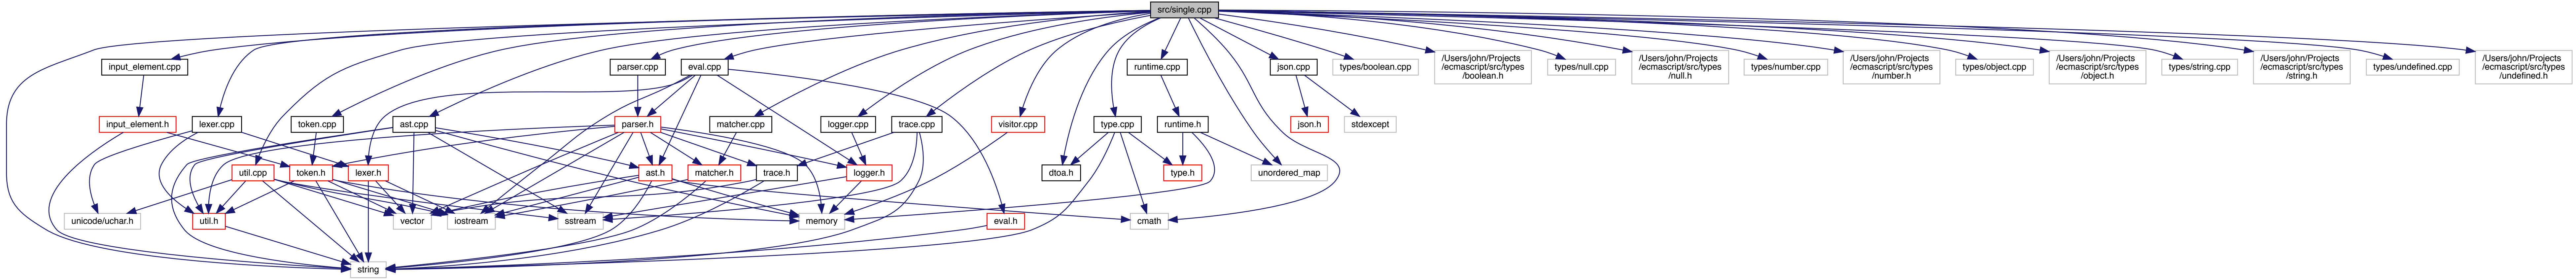 src/single.cpp
input_element.cpp
parser.cpp
eval.cpp
runtime.cpp
json.cpp
types/boolean.cpp
/Users/john/Projects
/ecmascript/src/types
/boolean.h
types/null.cpp
/Users/john/Projects
/ecmascript/src/types
/null.h
types/number.cpp
/Users/john/Projects
/ecmascript/src/types
/number.h
types/object.cpp
/Users/john/Projects
/ecmascript/src/types
/object.h
types/string.cpp
/Users/john/Projects
/ecmascript/src/types
/string.h
types/undefined.cpp
/Users/john/Projects
/ecmascript/src/types
/undefined.h
input_element.h
lexer.cpp
token.cpp
ast.cpp
parser.h
matcher.cpp
logger.cpp
trace.cpp
visitor.cpp
type.cpp
runtime.h
json.h
stdexcept
util.cpp
token.h
lexer.h
ast.h
matcher.h
trace.h
logger.h
dtoa.h
type.h
unordered_map
unicode/uchar.h
util.h
vector
iostream
sstream
memory
eval.h
cmath
string